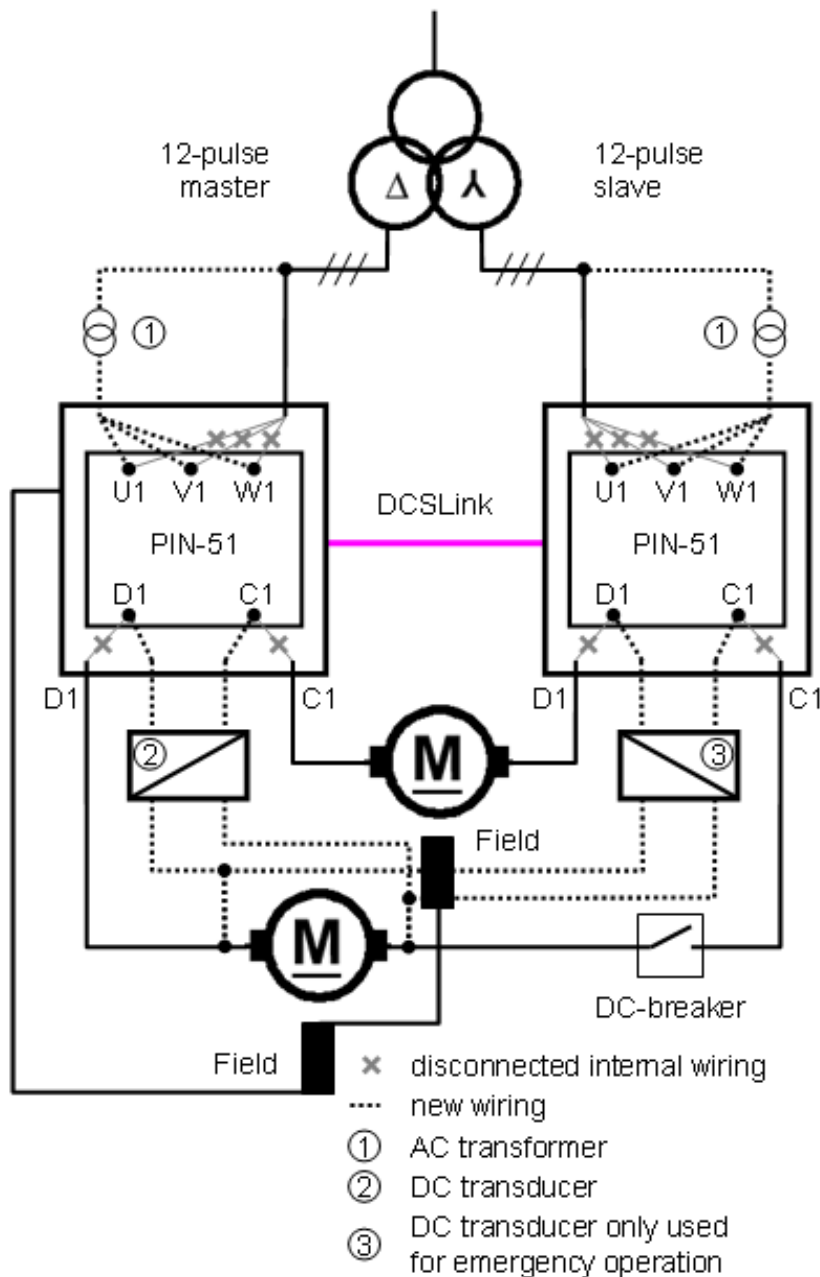 12-pulse
master
12-pulse
slave
Δ
⅄
1
1
U1 V1 W1
PIN-51
D1 C1
DCSLink
U1 V1 W1
PIN-51
D1 C1
D1 C1
D1 C1
2
M
3
Field
M
DC-breaker
Field
× disconnected internal wiring
new wiring
1 AC transformer
2 DC transducer
3 DC transducer only used
for emergency operation